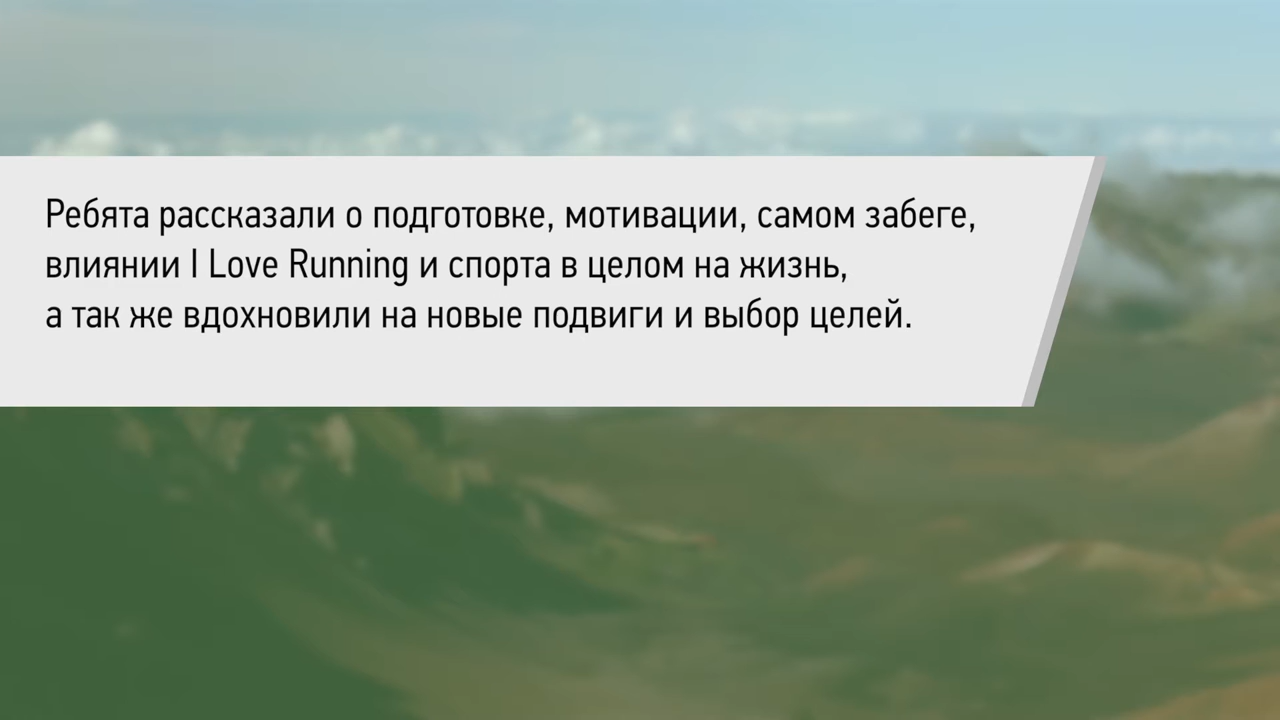 Ребята рассказали о подготовке, мотивации, самом забеге,
влиянии I Love Running и спорта в целом на жизнь,
а так же вдохновили на новые подвиги и выбор целей.